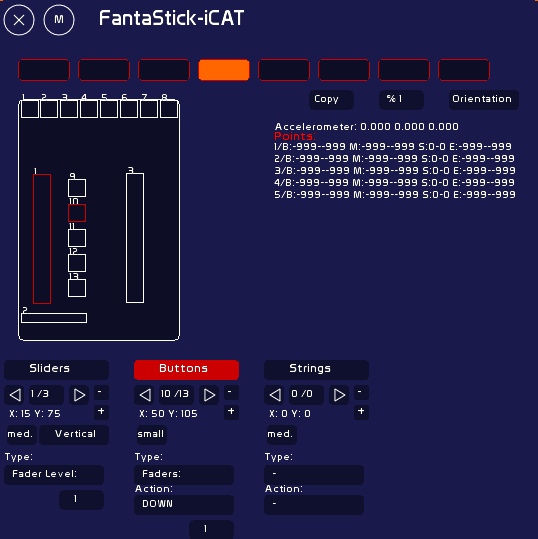 X M FantaStick-iCAT
1 2 3 4 5 6 7 8
Copy % 1 Orientation
Accelerometer: 0.000 0.000 0.000
Points:
1/B:-999--999 M:-999--999 S:0-0 E:-999--999
2/B:-999--999 M:-999--999 S:0-0 E:-999--999
3/B:-999--999 M:-999--999 S:0-0 E:-999--999
4/B:-999--999 M:-999--999 S:0-0 E:-999--999
5/B:-999--999 M:-999--999 S:0-0 E:-999--999
1 9 3
10
11
12
13
2
Sliders Buttons Strings
1 /3 - 10 /13 - 0 /0 -
X: 15 Y: 75 + X: 50 Y: 105 + X: 0 Y: 0 +
med. Vertical small med.
Type: Type: Type:
Fader Level: Faders: -
Action: Action:
1 DOWN -
1